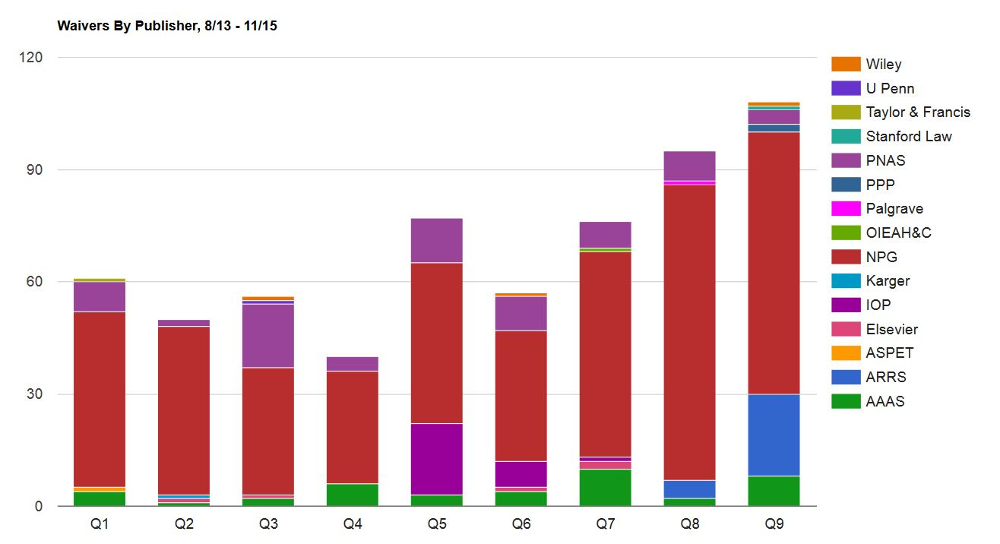 Waivers By Publisher, 8/13 - 11/15
120
90
60
30
0
Q1 Q2 Q3 Q4 Q5 Q6 Q7 Q8 Q9
Wiley
U Penn
Taylor & Francis
Stanford Law
PNAS
PPP
Palgrave
OIEAH&C
NPG
Karger
IOP
Elsevier
ASPET
ARRS
AAAS